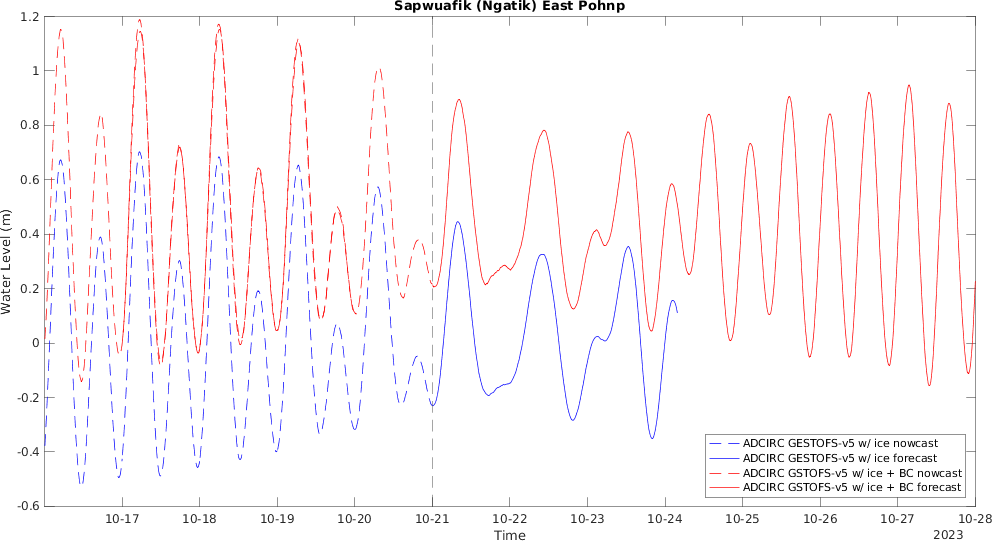 Sapwuafik (Ngatik) East Pohnp
Water Level (m)
1.2
1
0.8
0.6
0.4
0.2
0
-0.2
-0.4
-0.6
10-17 10-18 10-19 10-20 10-21 10-22 10-23 10-24 10-25 10-26 10-27 10-28
Time
2023
ADCIRC GESTOFS-v5 w/ ice nowcast
ADCIRC GESTOFS-v5 w/ ice forecast
ADCIRC GSTOFS-v5 w/ ice + BC nowcast
ADCIRC GSTOFS-v5 w/ ice + BC forecast